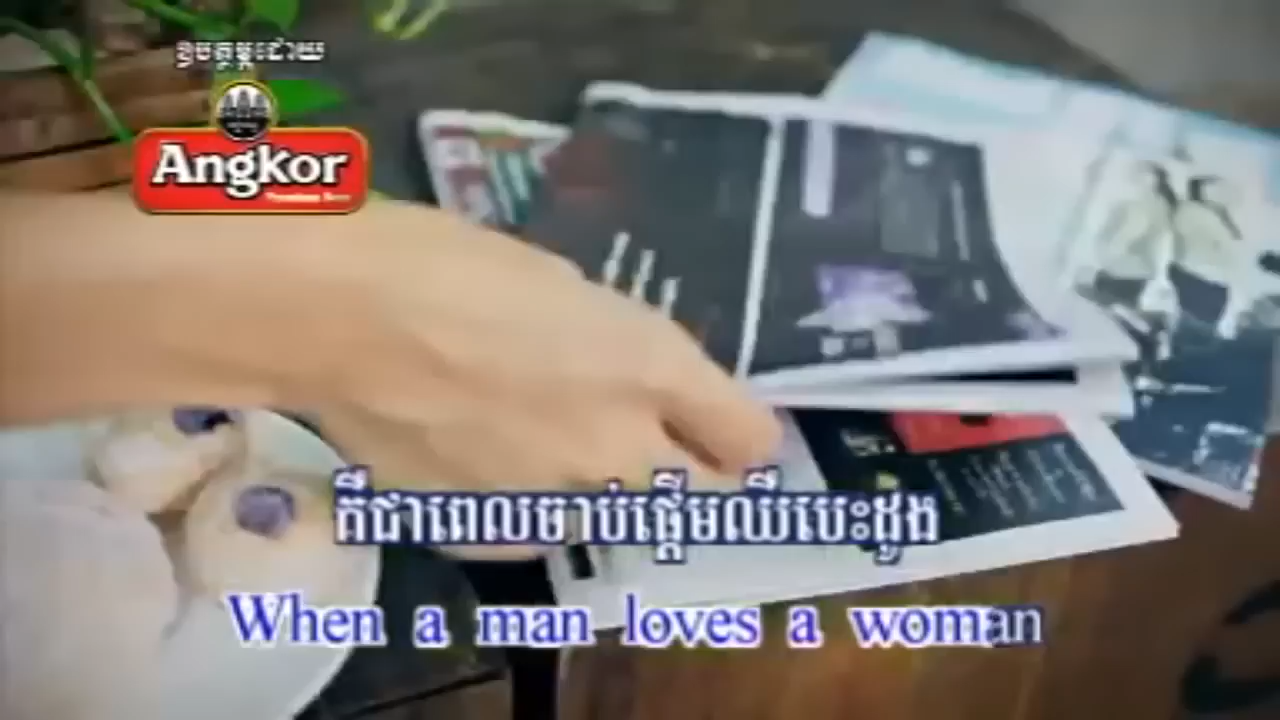 ឧបត្ថម្ភដោយ
Angkor
គឺជាពេលចាប់ផ្ដើមឈឺបេះដូង
When a man loves a woman